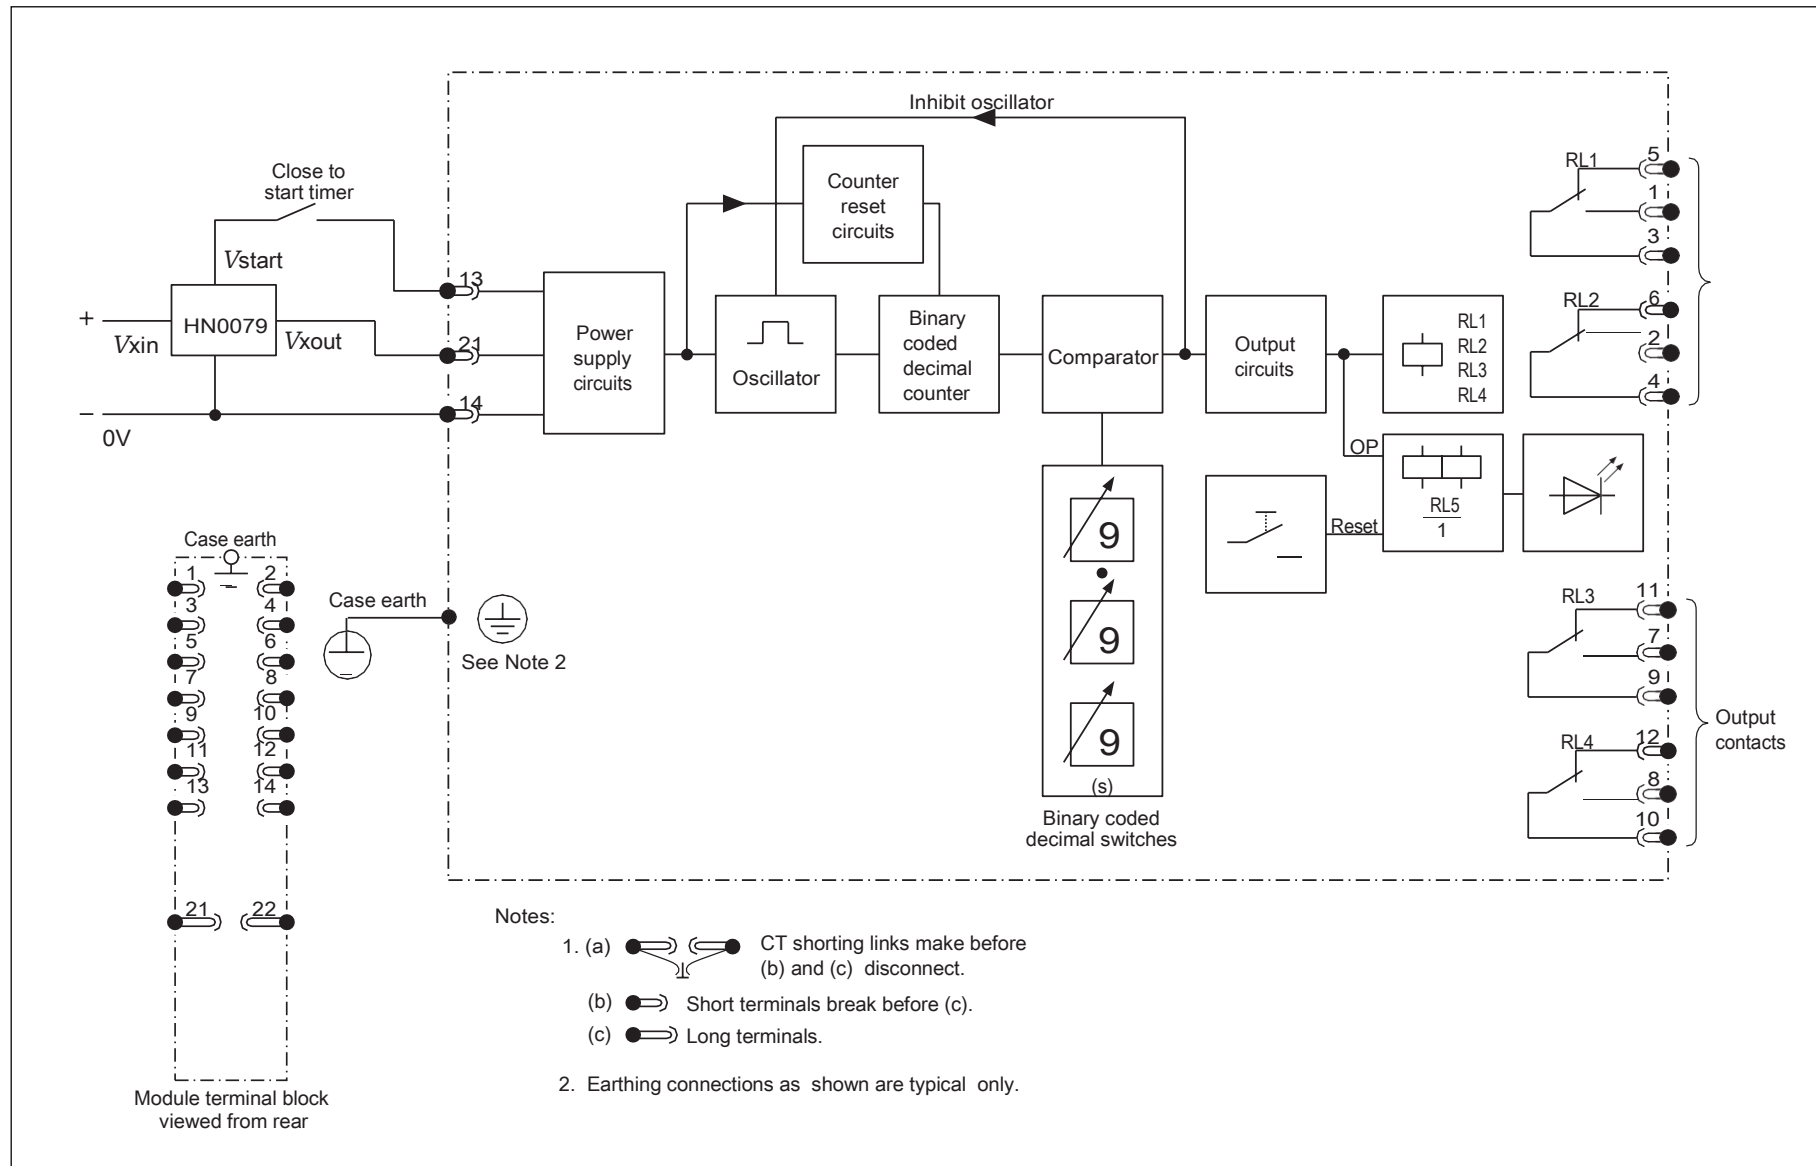 Inhibit oscillator
Close to
start timer
Counter
reset
circuits
Vstart
+
Vxin
HN0079
Vxout
−
0V
13
21
14
Power
supply
circuits
Oscillator
Binary
coded
decimal
counter
Comparator
Output
circuits
RL1
RL2
RL3
RL4
OP
Reset
RL5
1
9
9
9
(s)
Binary coded
decimal switches
RL1
5
1
3
RL2
6
2
4
RL3
11
7
9
RL4
12
8
10
Output
contacts
Case earth
See Note 2
Case earth
1 2
3 4
5 6
7 8
9 10
11 12
13 14
21 22
Module terminal block
viewed from rear
Notes:
1. (a) CT shorting links make before
(b) and (c) disconnect.
(b) Short terminals break before (c).
(c) Long terminals.
2. Earthing connections as shown are typical only.